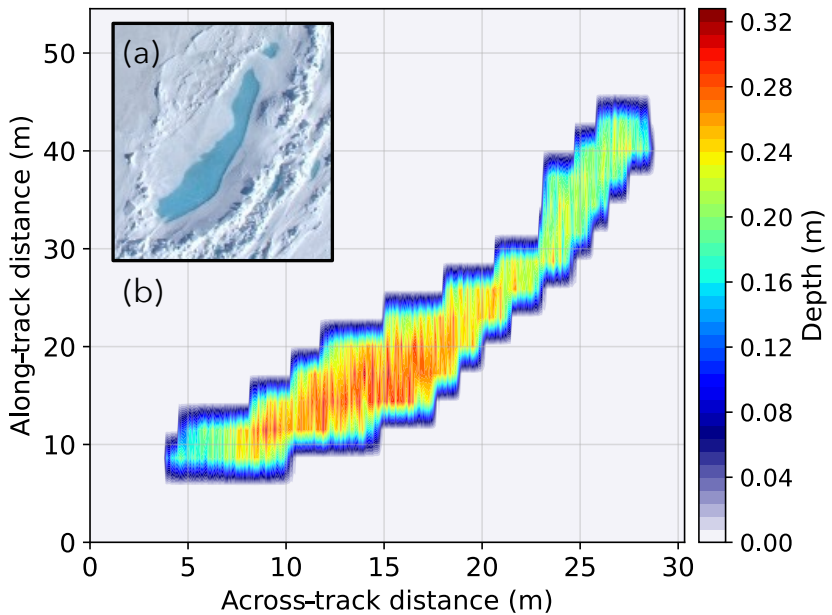 (a)
(b)
50
40
30
20
10
0
Along-track distance (m)
0 5 10 15 20 25 30
Across-track distance (m)
0.32
0.28
0.24
0.20
0.16
0.12
0.08
0.04
0.00
Depth (m)